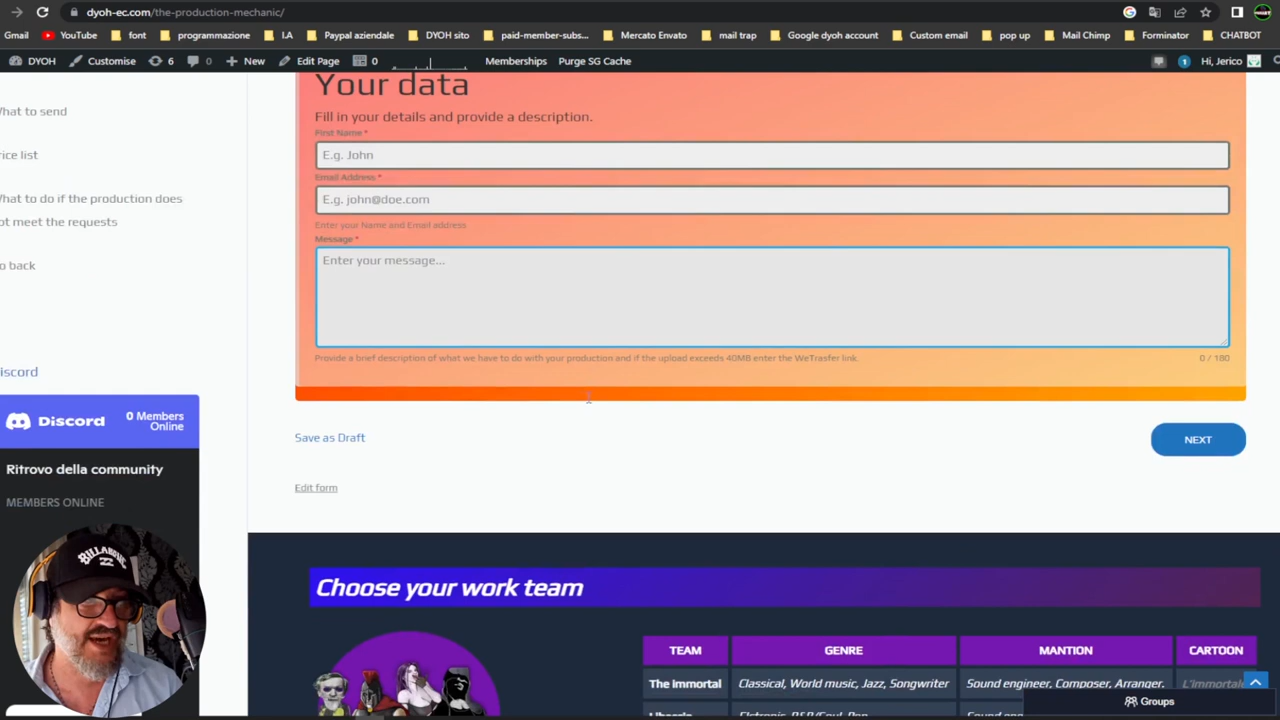 dyoh-ec.com/the-production-mechanic/
Gmail YouTube font programmazione I.A Paypal aziendale DYOH sito paid-member-subs... Mercato Envato mail trap Google dyoh account Custom email pop up Mail Chimp Forminator CHATBOT
DYOH Customise 6 0 New Edit Page 0 Memberships Purge SG Cache 1 Hi, Jerico
Your data
Fill in your details and provide a description.
First Name *
E.g. John
Email Address *
E.g. john@doe.com
Enter your Name and Email address
Message *
Enter your message...
Provide a brief description of what we have to do with your production and if the upload exceeds 40MB enter the WeTrasfer link.
0 / 180
Save as Draft
NEXT
Edit form
What to send
rice list
What to do if the production does
ot meet the requests
o back
iscord
Discord
0 Members
Online
Ritrovo della community
MEMBERS ONLINE
BILLABONG
Choose your work team
TEAM GENRE MANTION CARTOON
The Immortal Classical, World music, Jazz, Songwriter Sound engineer, Composer, Arranger, L'Immortale
Groups